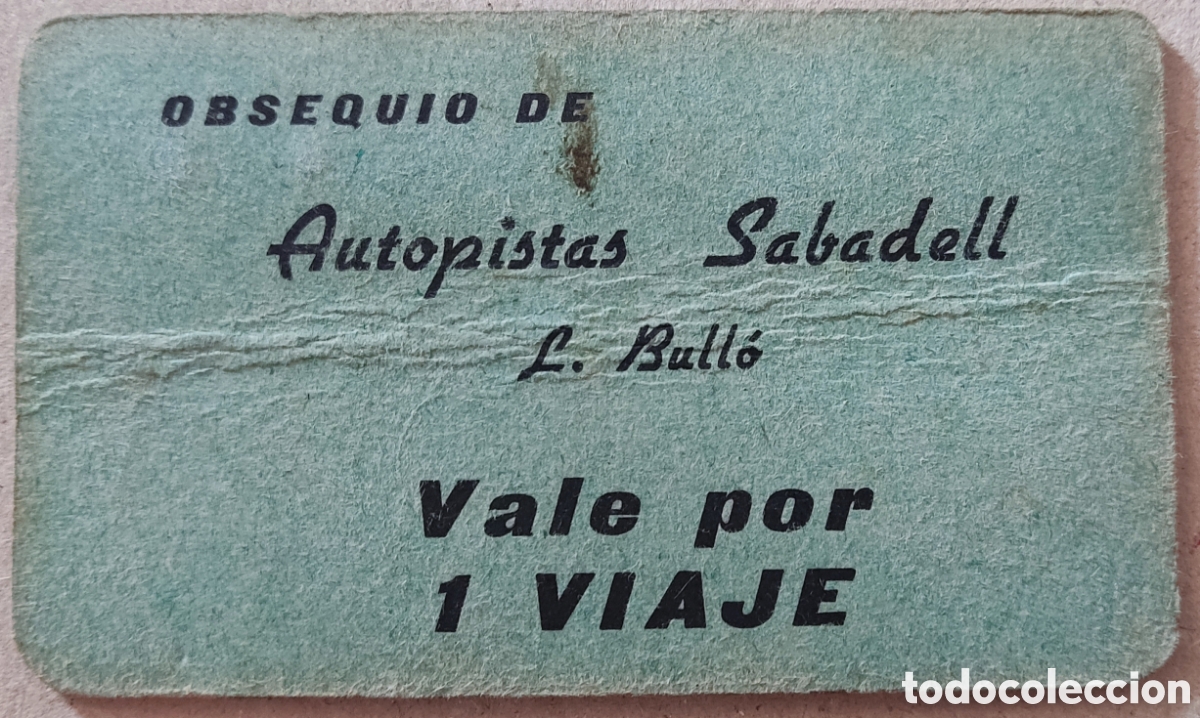 OBSEQUIO DE
Autopistas Sabadell
L. Bulló
Vale por
1 VIAJE
todocoleccion